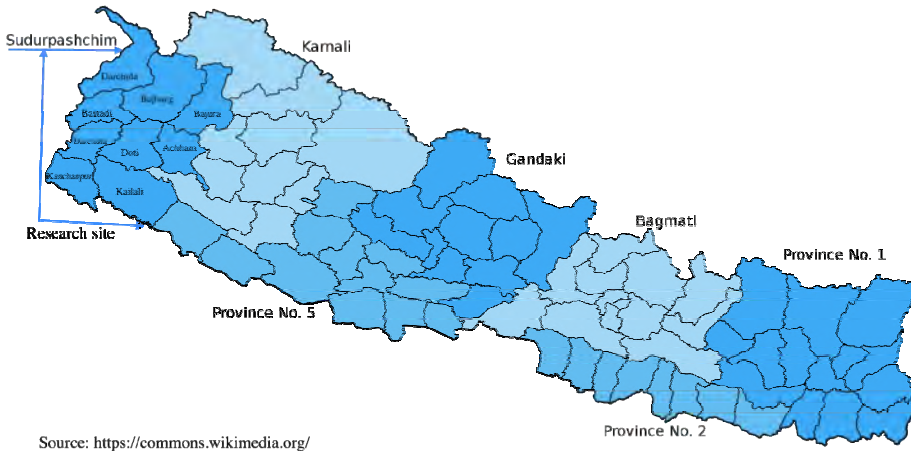 Sudurpashchim
Karnali
Darchula
Bajhang
Bajura
Baitadi
Doti
Achham
Kanchanpur
Kailali
Research site
Gandaki
Bagmati
Province No. 1
Province No. 5
Province No. 2
Source: https://commons.wikimedia.org/